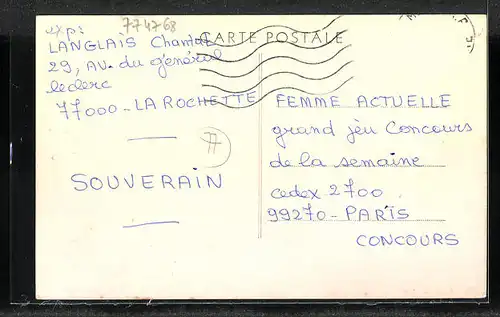 774768
CARTE POSTALE
exp:
LANGLAIS Chantal
29, AV. du général
leclerc
77000 - LA ROCHETTE
77
SOUVERAIN
FEMME ACTUELLE
grand jeu Concours
de la semaine
cedex 2700
99270 - PARIS
CONCOURS